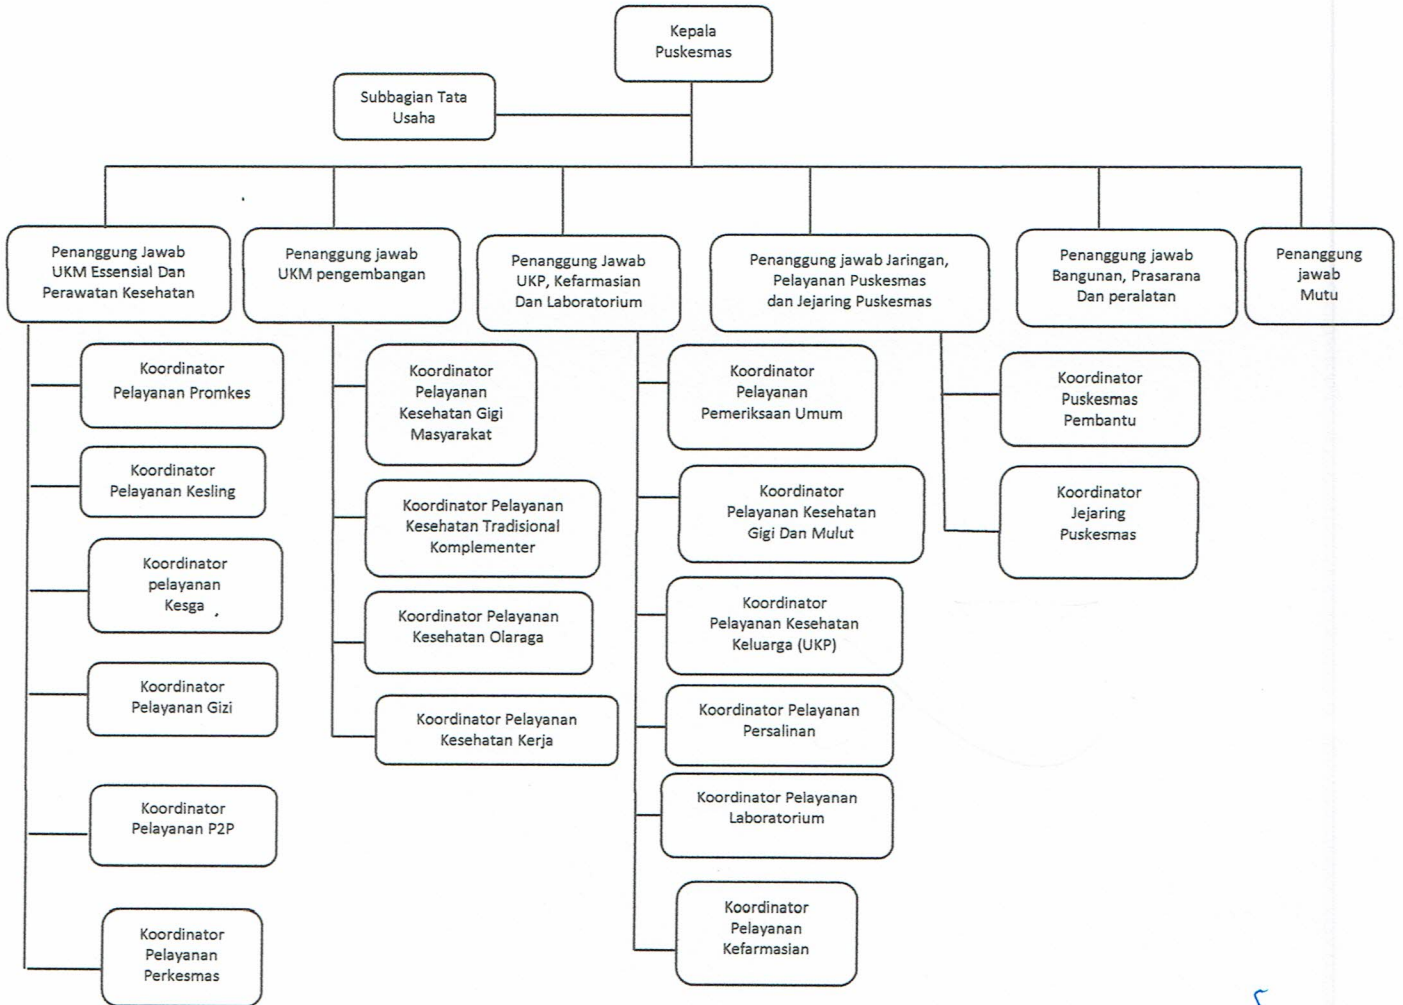 Kepala
Puskesmas
Subbagian Tata
Usaha
Penanggung Jawab
UKM Essensial Dan
Perawatan Kesehatan
Penanggung jawab
UKM pengembangan
Penanggung Jawab
UKP, Kefarmasian
Dan Laboratorium
Penanggung jawab Jaringan,
Pelayanan Puskesmas
dan Jejaring Puskesmas
Penanggung jawab
Bangunan, Prasarana
Dan peralatan
Penanggung
jawab
Mutu
Koordinator
Pelayanan Promkes
Koordinator
Pelayanan Kesling
Koordinator
pelayanan
Kesga
Koordinator
Pelayanan Gizi
Koordinator
Pelayanan P2P
Koordinator
Pelayanan
Perkesmas
Koordinator
Pelayanan
Kesehatan Gigi
Masyarakat
Koordinator Pelayanan
Kesehatan Tradisional
Komplementer
Koordinator Pelayanan
Kesehatan Olaraga
Koordinator Pelayanan
Kesehatan Kerja
Koordinator
Pelayanan
Pemeriksaan Umum
Koordinator
Pelayanan Kesehatan
Gigi Dan Mulut
Koordinator
Pelayanan Kesehatan
Keluarga (UKP)
Koordinator Pelayanan
Persalinan
Koordinator Pelayanan
Laboratorium
Koordinator
Pelayanan
Kefarmasian
Koordinator
Puskesmas
Pembantu
Koordinator
Jejaring
Puskesmas